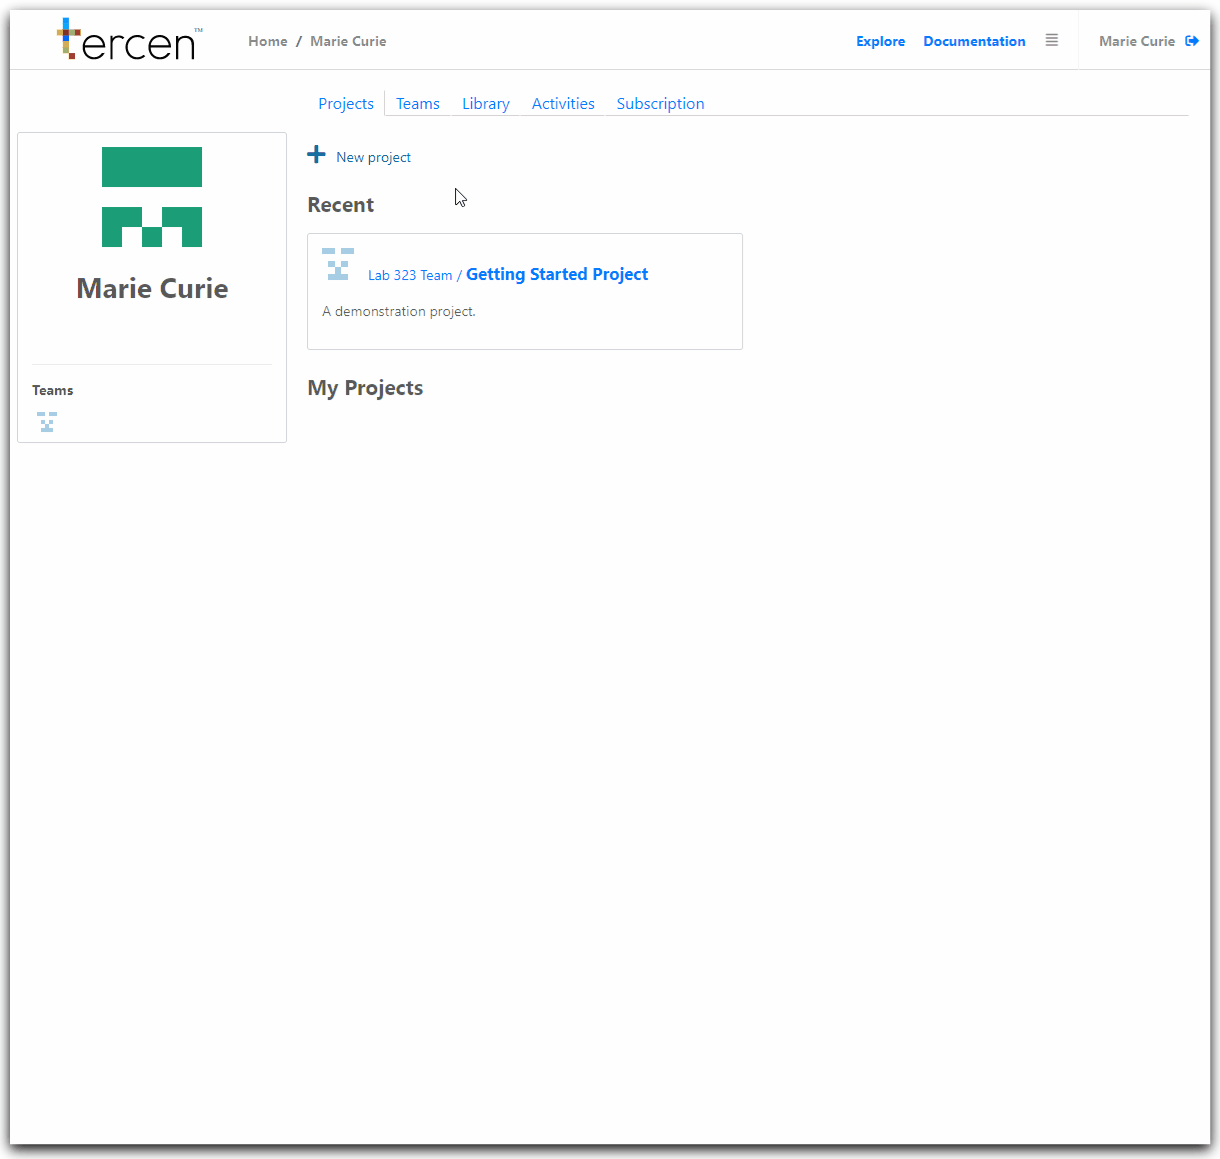 tercen™
Home / Marie Curie
Explore Documentation
Marie Curie
Projects Teams Library Activities Subscription
New project
Recent
Lab 323 Team / Getting Started Project
A demonstration project.
My Projects
Marie Curie
Teams